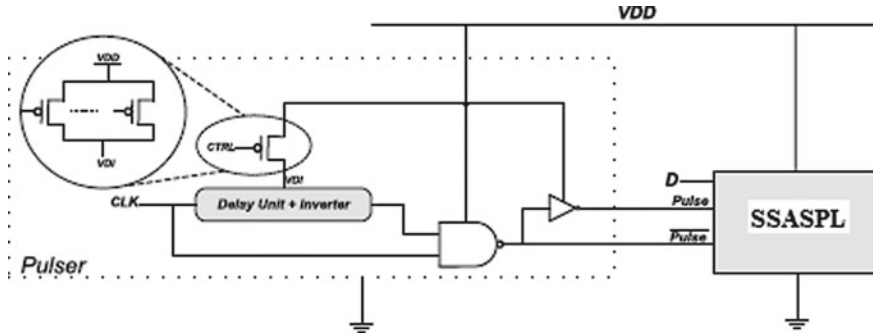 VDD
VDD
VDI
CTRL
VDI
CLK
Delay Unit + Inverter
D
Pulse
Pulse
SSASPL
Pulser